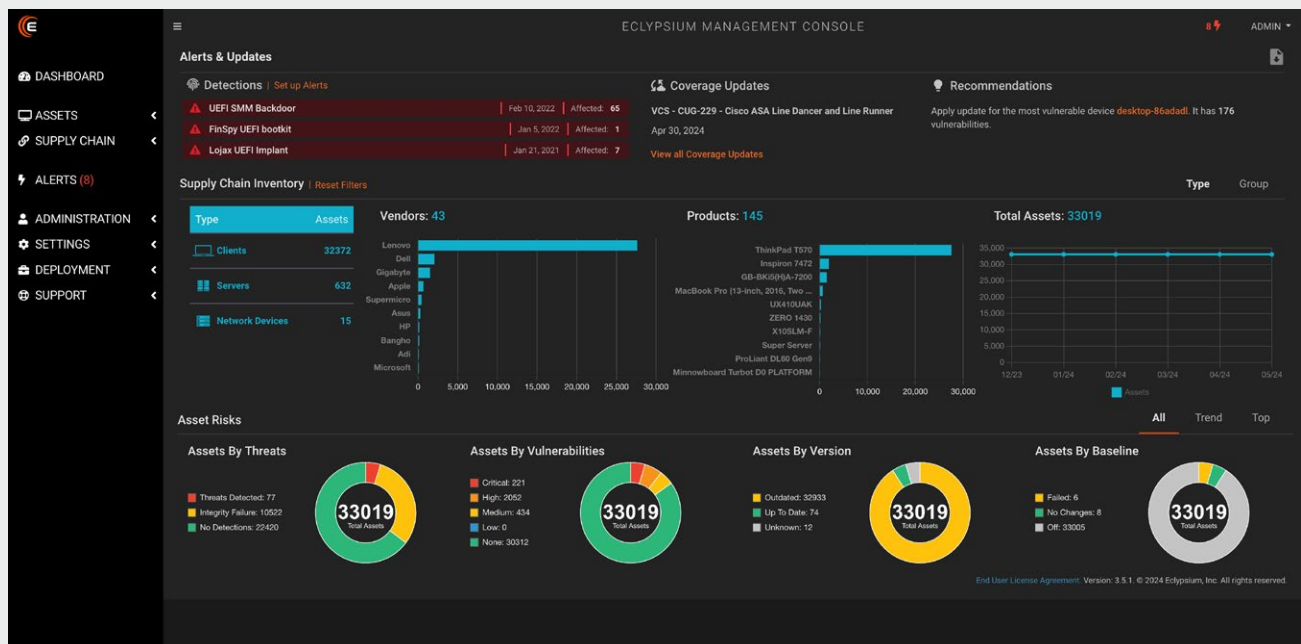 E
ECLYPSIUM MANAGEMENT CONSOLE
8
ADMIN
DASHBOARD
ASSETS
SUPPLY CHAIN
ALERTS (8)
ADMINISTRATION
SETTINGS
DEPLOYMENT
SUPPORT
Alerts & Updates
Detections | Set up Alerts
UEFI SMM Backdoor | Feb 10, 2022 | Affected: 65
FinSpy UEFI bootkit | Jan 5, 2022 | Affected: 1
Lojax UEFI Implant | Jan 21, 2021 | Affected: 7
Coverage Updates
VCS - CUG-229 - Cisco ASA Line Dancer and Line Runner
Apr 30, 2024
View all Coverage Updates
Recommendations
Apply update for the most vulnerable device desktop-86adadl. It has 176
vulnerabilities.
Supply Chain Inventory | Reset Filters
Type Group
Type Assets
Clients 32372
Servers 632
Network Devices 15
Vendors: 43
Lenovo
Dell
Gigabyte
Apple
Supermicro
Asus
HP
Bangho
Adi
Microsoft
0 5,000 10,000 15,000 20,000 25,000 30,000
Products: 145
ThinkPad T570
Inspiron 7472
GB-BKi5(H)A-7200
MacBook Pro (13-inch, 2016, Two ...
UX410UAK
ZERO 1430
X10SLM-F
Super Server
ProLiant DL60 Gen9
Minnowboard Turbot D0 PLATFORM
0 10,000 20,000 30,000
Total Assets: 33019
35,000
30,000
25,000
20,000
15,000
10,000
5,000
0
12/23 01/24 02/24 03/24 04/24 05/24
Assets
Asset Risks
All Trend Top
Assets By Threats
Threats Detected: 77
Integrity Failure: 10522
No Detections: 22420
33019
Total Assets
Assets By Vulnerabilities
Critical: 221
High: 2052
Medium: 434
Low: 0
None: 30312
33019
Total Assets
Assets By Version
Outdated: 32933
Up To Date: 74
Unknown: 12
33019
Total Assets
Assets By Baseline
Failed: 6
No Changes: 8
Off: 33005
33019
Total Assets
End User License Agreement. Version: 3.5.1. © 2024 Eclypsium, Inc. All rights reserved.